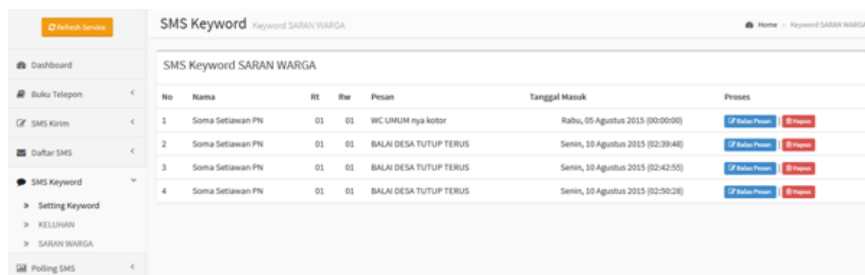 Refresh Service
SMS Keyword Keyword SARAN WARGA
Home > Keyword SARAN WARGA
Dashboard
Buku Telepon
SMS Kirim
Daftar SMS
SMS Keyword
» Setting Keyword
» KELUHAN
» SARAN WARGA
Polling SMS
SMS Keyword SARAN WARGA
No Nama Rt Rw Pesan Tanggal Masuk Proses
1 Soma Setiawan PN 01 01 WC UMUM nya kotor Rabu, 05 Agustus 2015 (00:00:00) Balas Pesan | Hapus
2 Soma Setiawan PN 01 01 BALAI DESA TUTUP TERUS Senin, 10 Agustus 2015 (02:39:48) Balas Pesan | Hapus
3 Soma Setiawan PN 01 01 BALAI DESA TUTUP TERUS Senin, 10 Agustus 2015 (02:42:55) Balas Pesan | Hapus
4 Soma Setiawan PN 01 01 BALAI DESA TUTUP TERUS Senin, 10 Agustus 2015 (02:50:28) Balas Pesan | Hapus